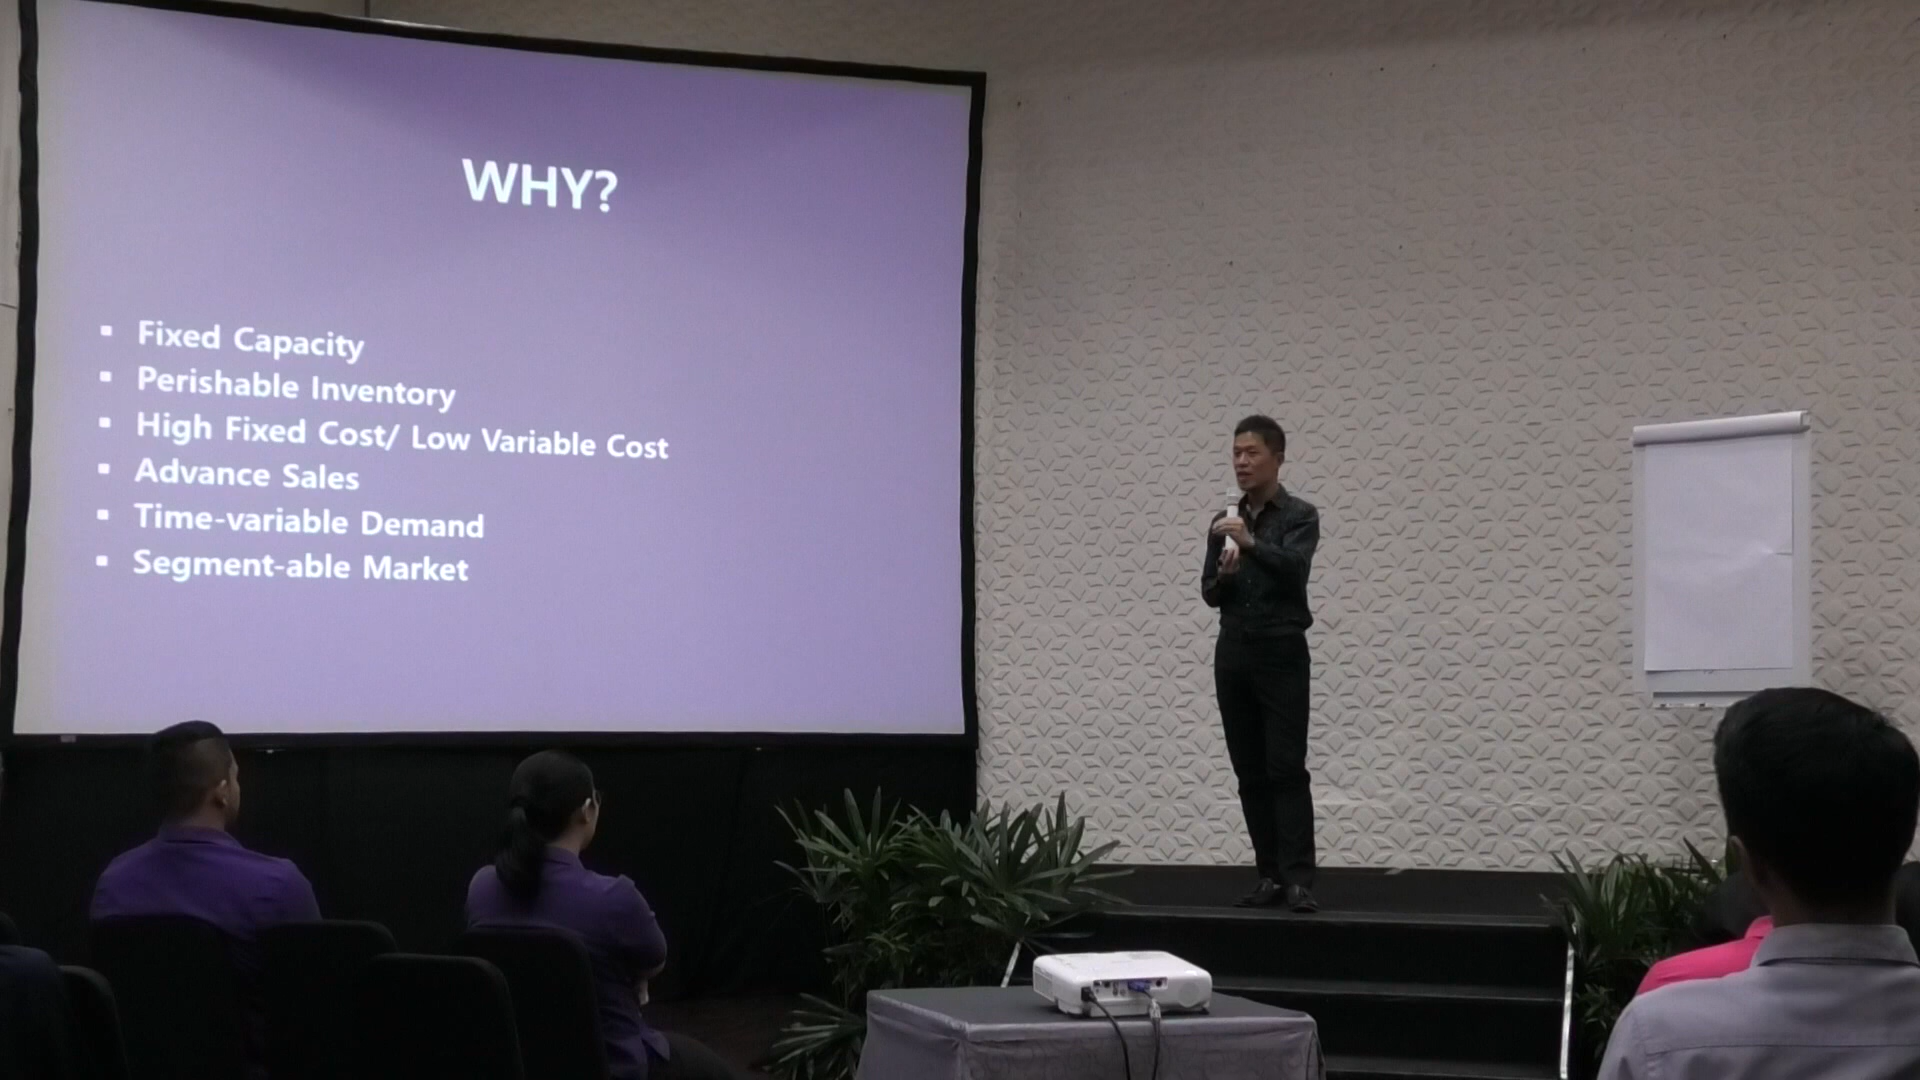 WHY?
▪ Fixed Capacity
▪ Perishable Inventory
▪ High Fixed Cost/ Low Variable Cost
▪ Advance Sales
▪ Time-variable Demand
▪ Segment-able Market